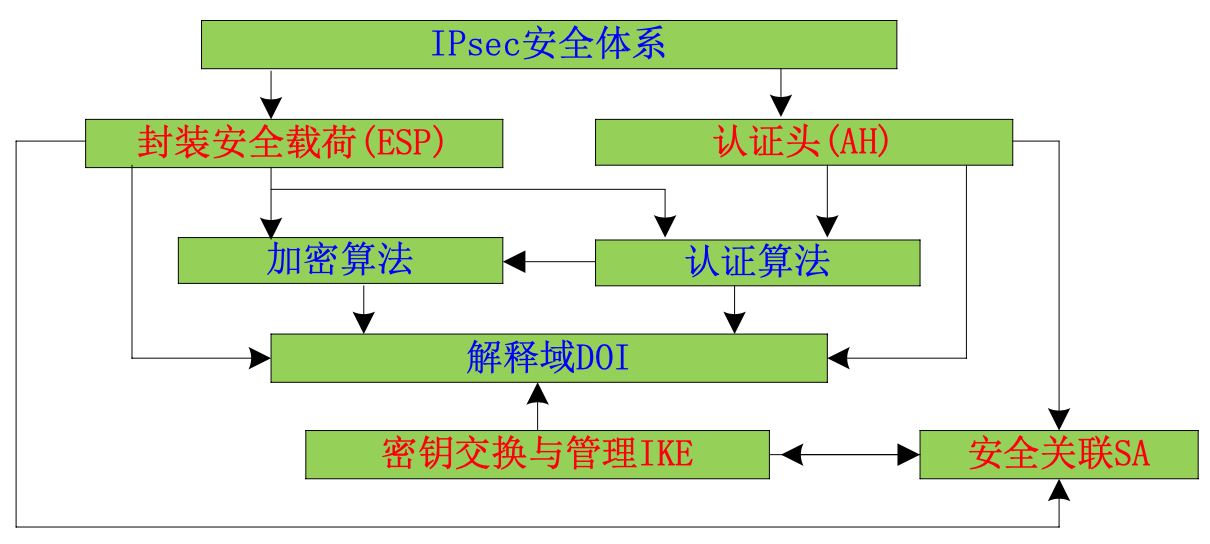 IPsec安全体系
封装安全载荷(ESP)
认证头(AH)
加密算法
认证算法
解释域DOI
密钥交换与管理IKE
安全关联SA